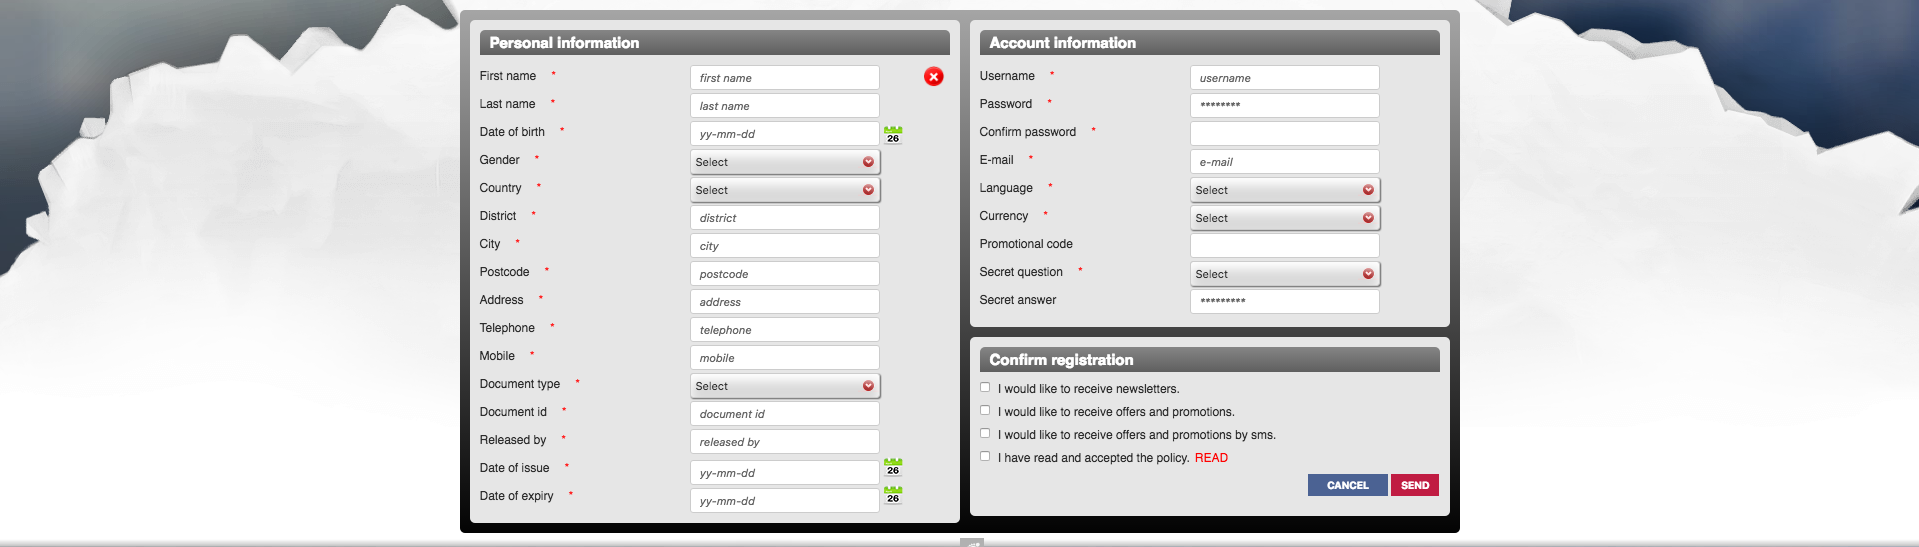 Personal information
First name * first name
Last name * last name
Date of birth * yy-mm-dd 26
Gender * Select
Country * Select
District * district
City * city
Postcode * postcode
Address * address
Telephone * telephone
Mobile * mobile
Document type * Select
Document id * document id
Released by * released by
Date of issue * yy-mm-dd 26
Date of expiry * yy-mm-dd 26
Account information
Username * username
Password * ********
Confirm password *
E-mail * e-mail
Language * Select
Currency * Select
Promotional code
Secret question * Select
Secret answer *********
Confirm registration
I would like to receive newsletters.
I would like to receive offers and promotions.
I would like to receive offers and promotions by sms.
I have read and accepted the policy. READ
CANCEL SEND